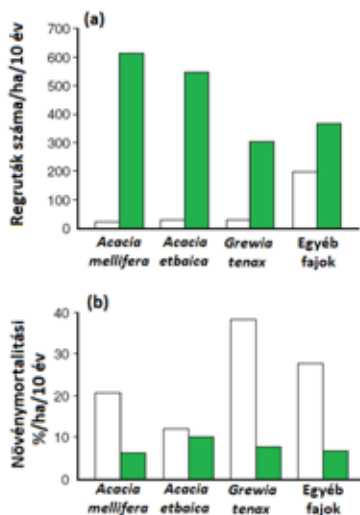 (a)
Regruták száma/ha/10 év
700
600
500
400
300
200
100
0
Acacia mellifera
Acacia etbaica
Grewia tenax
Egyéb fajok
(b)
Növénymortalitási
%/ha/10 év
40
30
20
10
0
Acacia mellifera
Acacia etbaica
Grewia tenax
Egyéb fajok